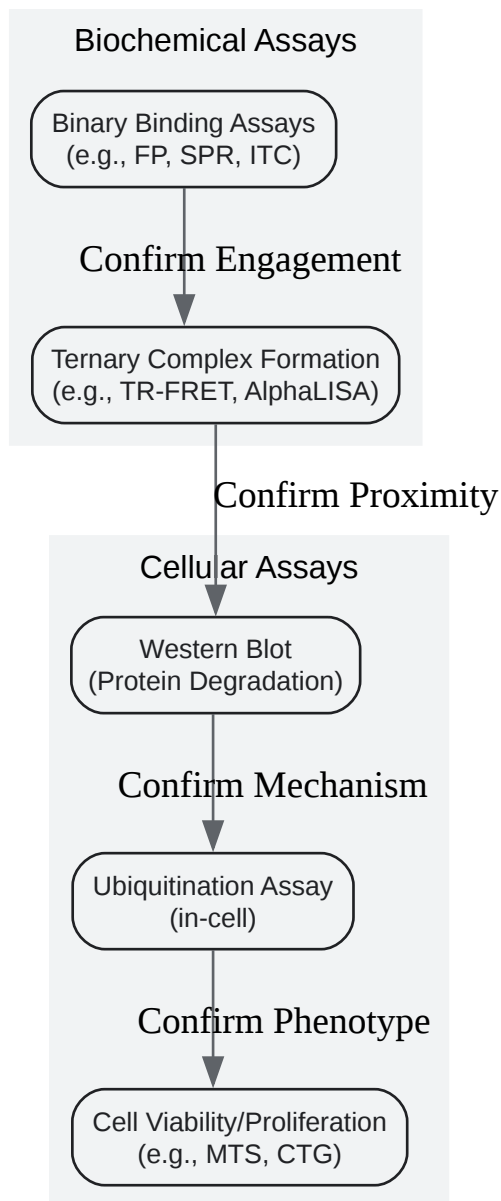 Biochemical Assays
Binary Binding Assays
(e.g., FP, SPR, ITC)
Confirm Engagement
Ternary Complex Formation
(e.g., TR-FRET, AlphaLISA)
Confirm Proximity
Cellular Assays
Western Blot
(Protein Degradation)
Confirm Mechanism
Ubiquitination Assay
(in-cell)
Confirm Phenotype
Cell Viability/Proliferation
(e.g., MTS, CTG)